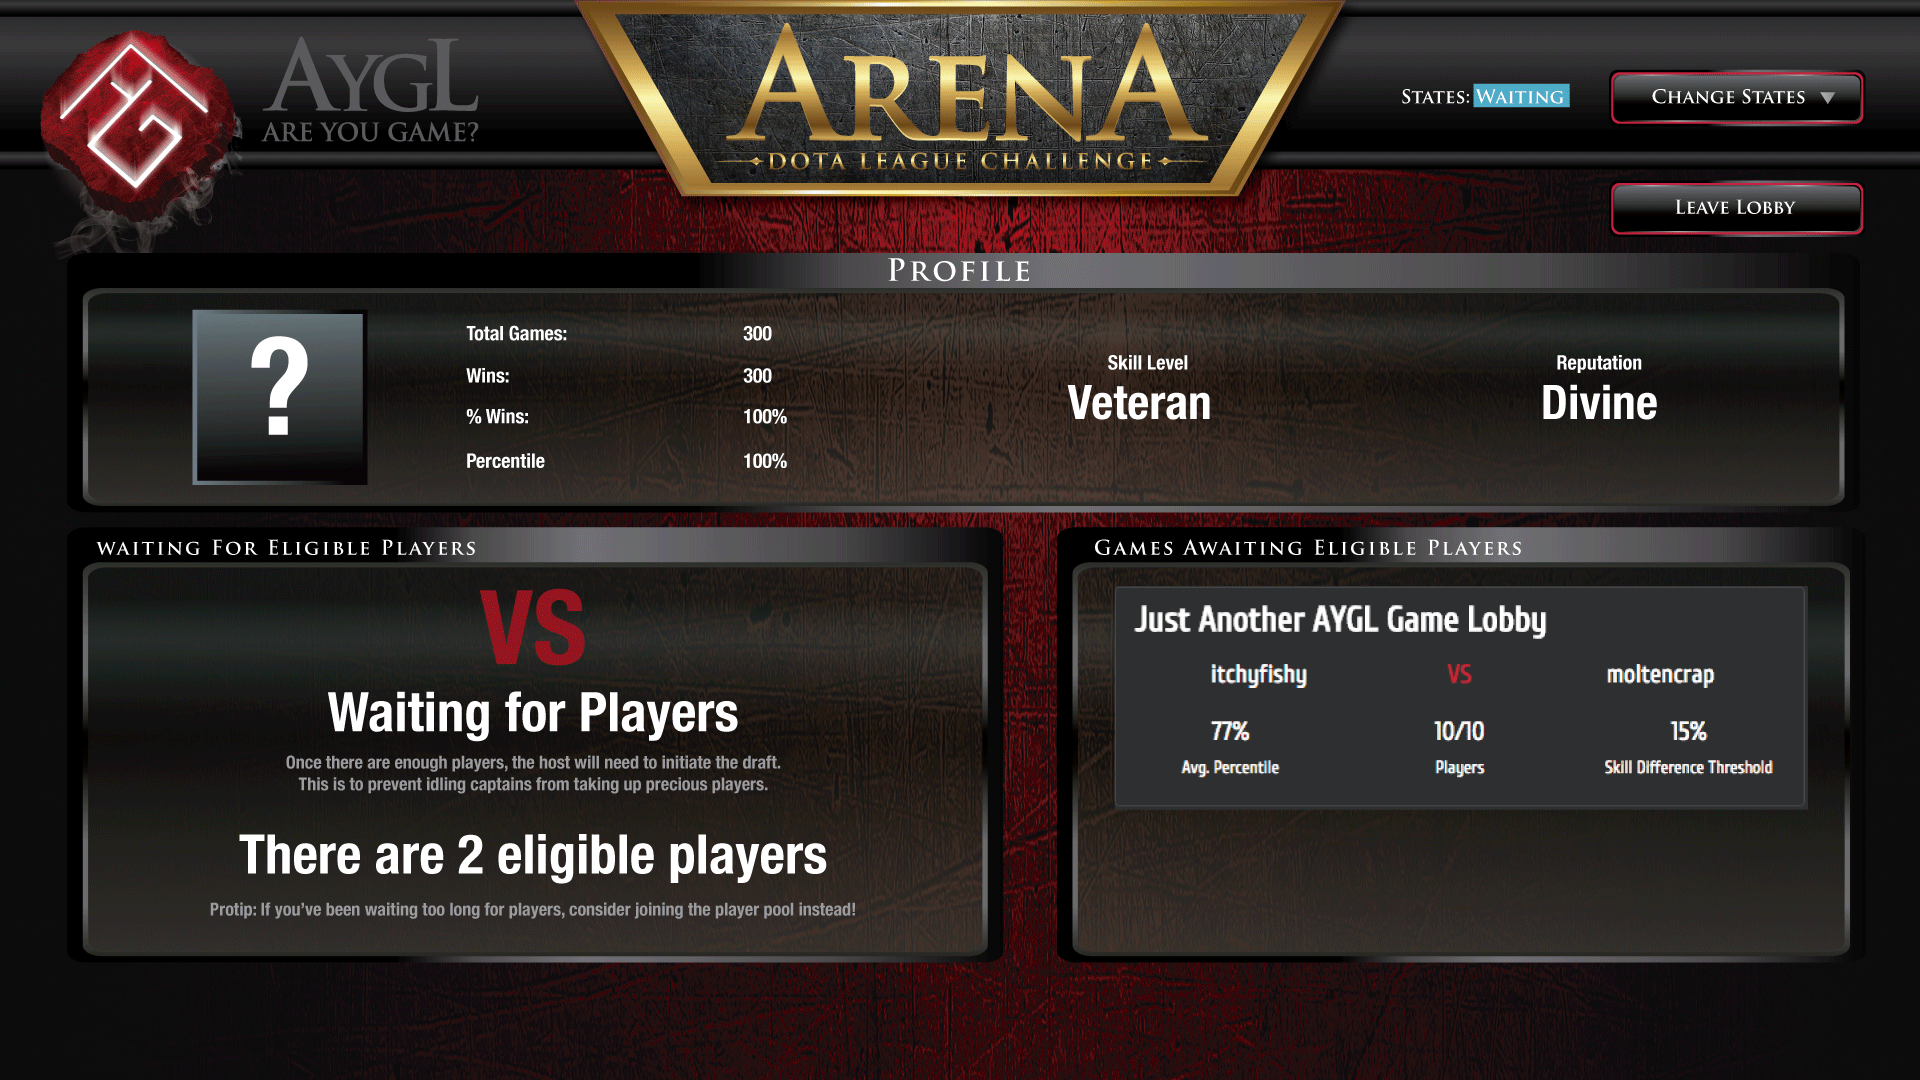 AYGL
ARE YOU GAME?
ARENA
DOTA LEAGUE CHALLENGE
STATES: WAITING
CHANGE STATES
LEAVE LOBBY
PROFILE
?
Total Games: 300
Wins: 300
% Wins: 100%
Percentile 100%
Skill Level
Veteran
Reputation
Divine
WAITING FOR ELIGIBLE PLAYERS
VS
Waiting for Players
Once there are enough players, the host will need to initiate the draft.
This is to prevent idling captains from taking up precious players.
There are 2 eligible players
Protip: If you've been waiting too long for players, consider joining the player pool instead!
GAMES AWAITING ELIGIBLE PLAYERS
Just Another AYGL Game Lobby
itchyfishy VS moltencrap
77% 10/10 15%
Avg. Percentile Players Skill Difference Threshold